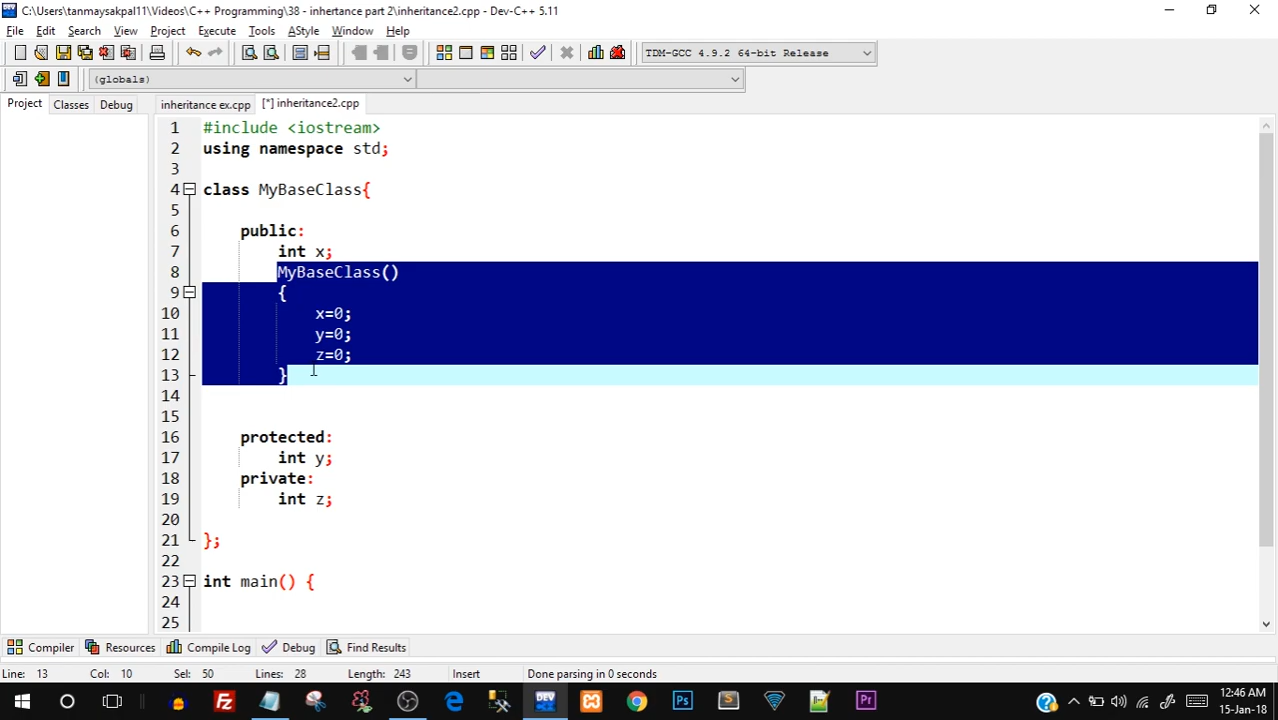 C:\Users\tanmaysakpal11\Videos\C++ Programming\38 - inhertance part 2\inheritance2.cpp - Dev-C++ 5.11
File Edit Search View Project Execute Tools AStyle Window Help
TDM-GCC 4.9.2 64-bit Release
(globals)
Project Classes Debug inheritance ex.cpp [*] inheritance2.cpp
1 #include <iostream>
2 using namespace std;
3
4 class MyBaseClass{
5
6 public:
7 int x;
8 MyBaseClass()
9 {
10 x=0;
11 y=0;
12 z=0;
13 }
14
15
16 protected:
17 int y;
18 private:
19 int z;
20
21 };
22
23 int main() {
24
25
Compiler Resources Compile Log Debug Find Results
Line: 13 Col: 10 Sel: 50 Lines: 28 Length: 243 Insert Done parsing in 0 seconds
Fz Ps S Pr
12:46 AM
15-Jan-18